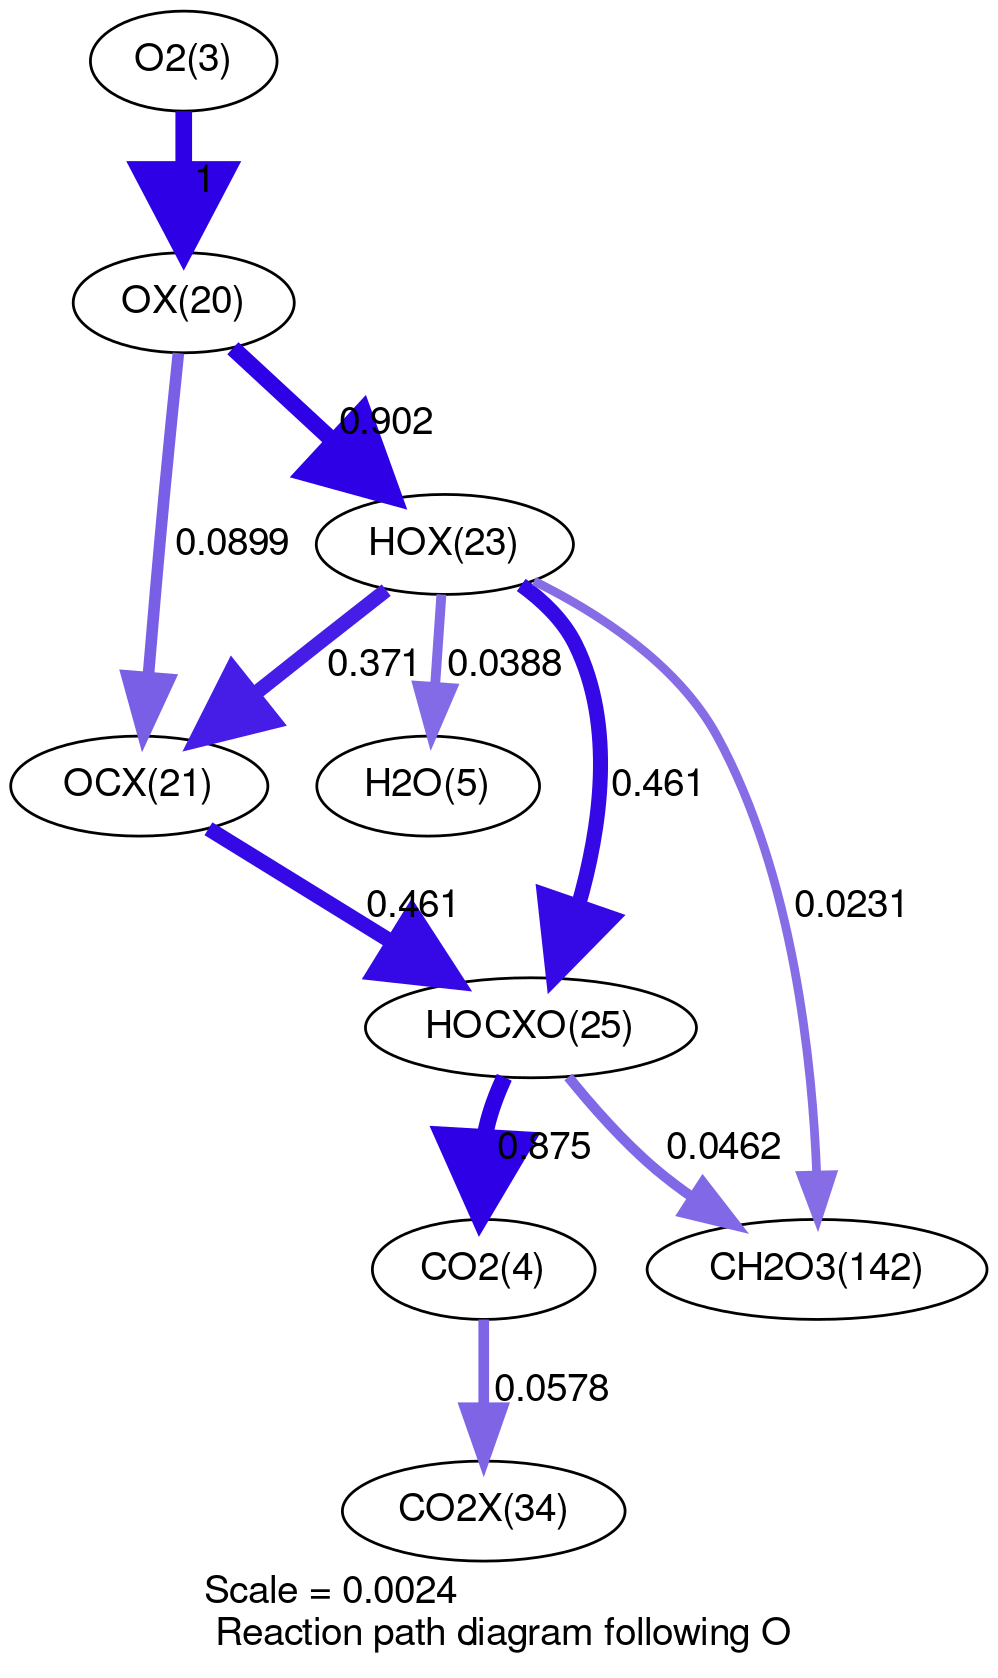 O2(3)
1
OX(20)
0.902
0.0899
HOX(23)
0.371
0.0388
OCX(21)
H2O(5)
0.461
0.461
0.0231
HOCXO(25)
0.875
0.0462
CO2(4)
CH2O3(142)
0.0578
CO2X(34)
Scale = 0.0024
Reaction path diagram following O